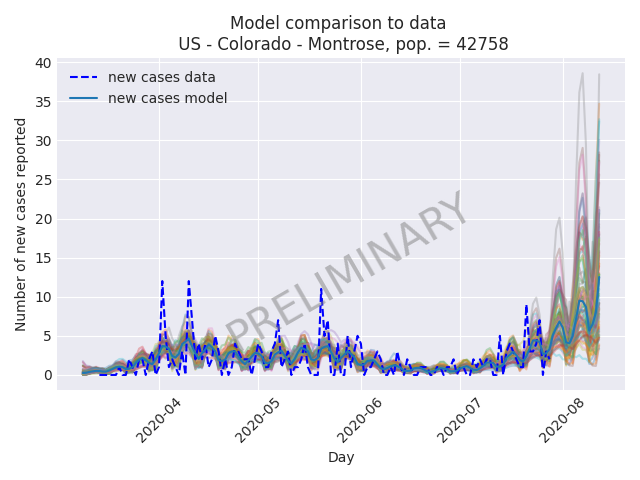 Model comparison to data
US - Colorado - Montrose, pop. = 42758
new cases data
new cases model
PRELIMINARY
Number of new cases reported
40
35
30
25
20
15
10
5
0
2020-04
2020-05
2020-06
2020-07
2020-08
Day